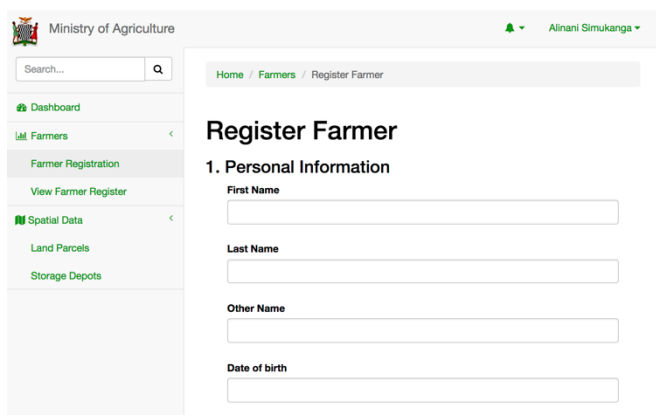 Ministry of Agriculture
Alinani Simukanga
Search...
Dashboard
Farmers
Farmer Registration
View Farmer Register
Spatial Data
Land Parcels
Storage Depots
Home / Farmers / Register Farmer
Register Farmer
1. Personal Information
First Name
Last Name
Other Name
Date of birth